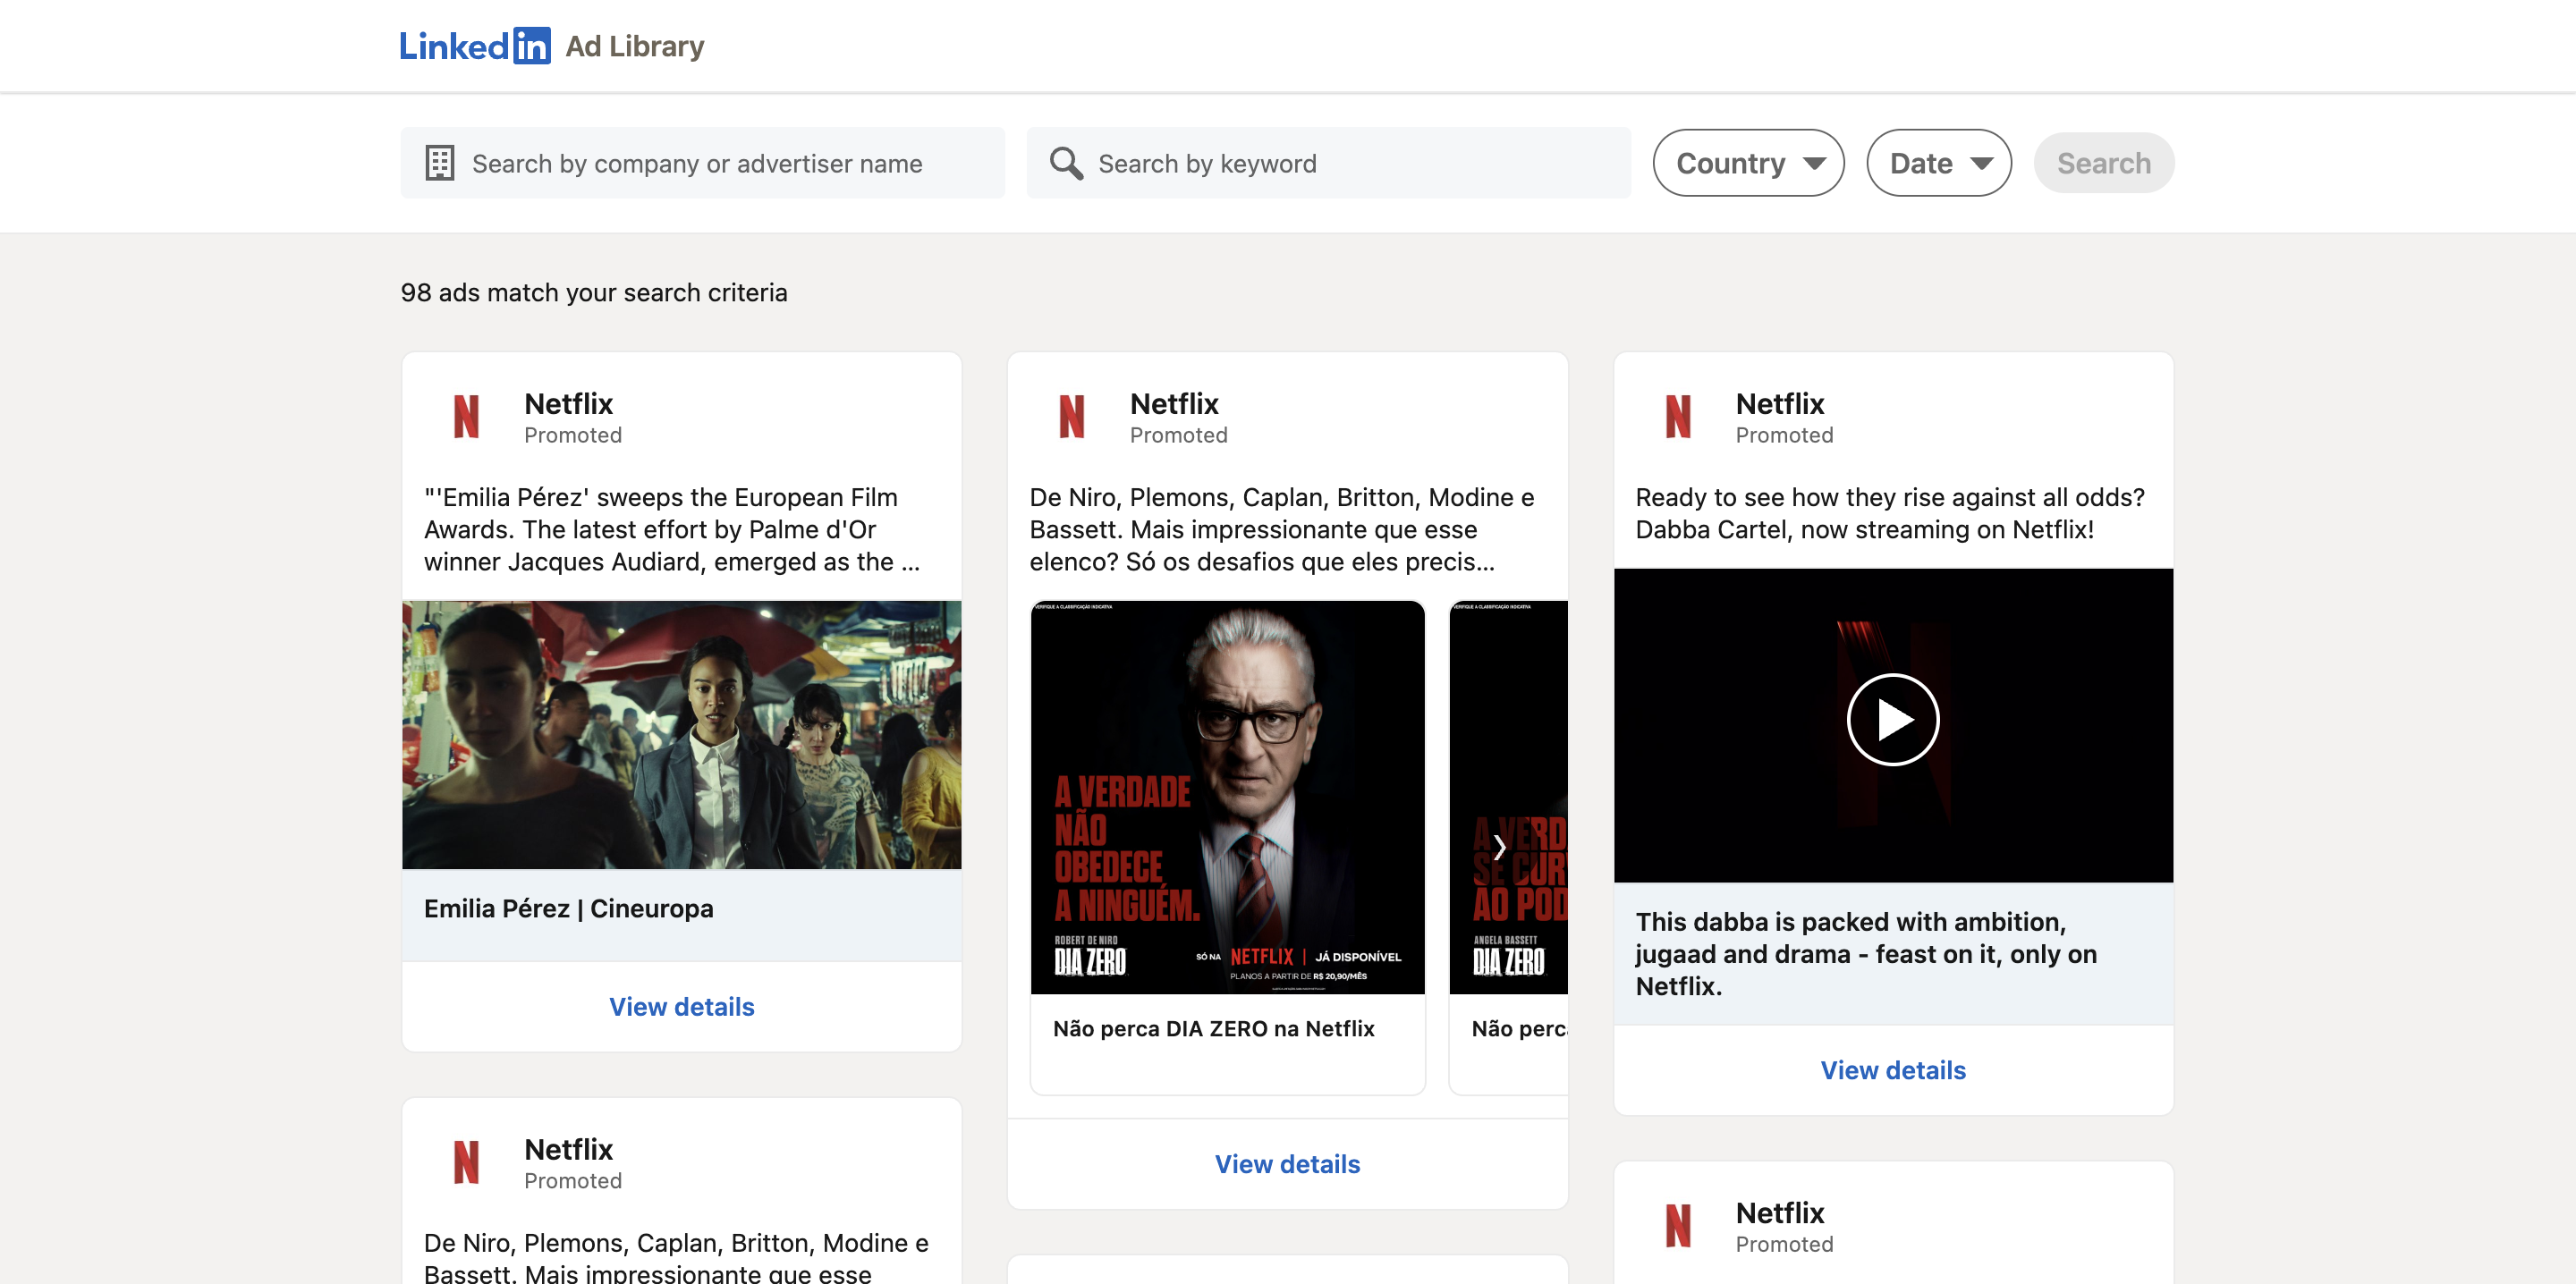 Linkedin Ad Library
Search by company or advertiser name
Search by keyword
Country
Date
Search
98 ads match your search criteria
Netflix
Promoted
"'Emilia Pérez' sweeps the European Film
Awards. The latest effort by Palme d'Or
winner Jacques Audiard, emerged as the ...
Emilia Pérez | Cineuropa
View details
Netflix
Promoted
De Niro, Plemons, Caplan, Britton, Modine e
Bassett. Mais impressionante que esse
Netflix
Promoted
De Niro, Plemons, Caplan, Britton, Modine e
Bassett. Mais impressionante que esse
elenco? Só os desafios que eles precis...
VERIFIQUE A CLASSIFICAÇÃO INDICATIVA
A VERDADE
NÃO
OBEDECE
A NINGUÉM.
ROBERT DE NIRO
DIA ZERO
SÓ NA NETFLIX | JÁ DISPONÍVEL
PLANOS A PARTIR DE R$ 20,90/MÊS
Não perca DIA ZERO na Netflix
VERIFIQUE A CLASSIFICAÇÃO INDICATIVA
A VERD
SE CUR
AO POD
ANGELA BASSETT
DIA ZERO
Não perc
View details
Netflix
Promoted
Ready to see how they rise against all odds?
Dabba Cartel, now streaming on Netflix!
This dabba is packed with ambition,
jugaad and drama - feast on it, only on
Netflix.
View details
Netflix
Promoted